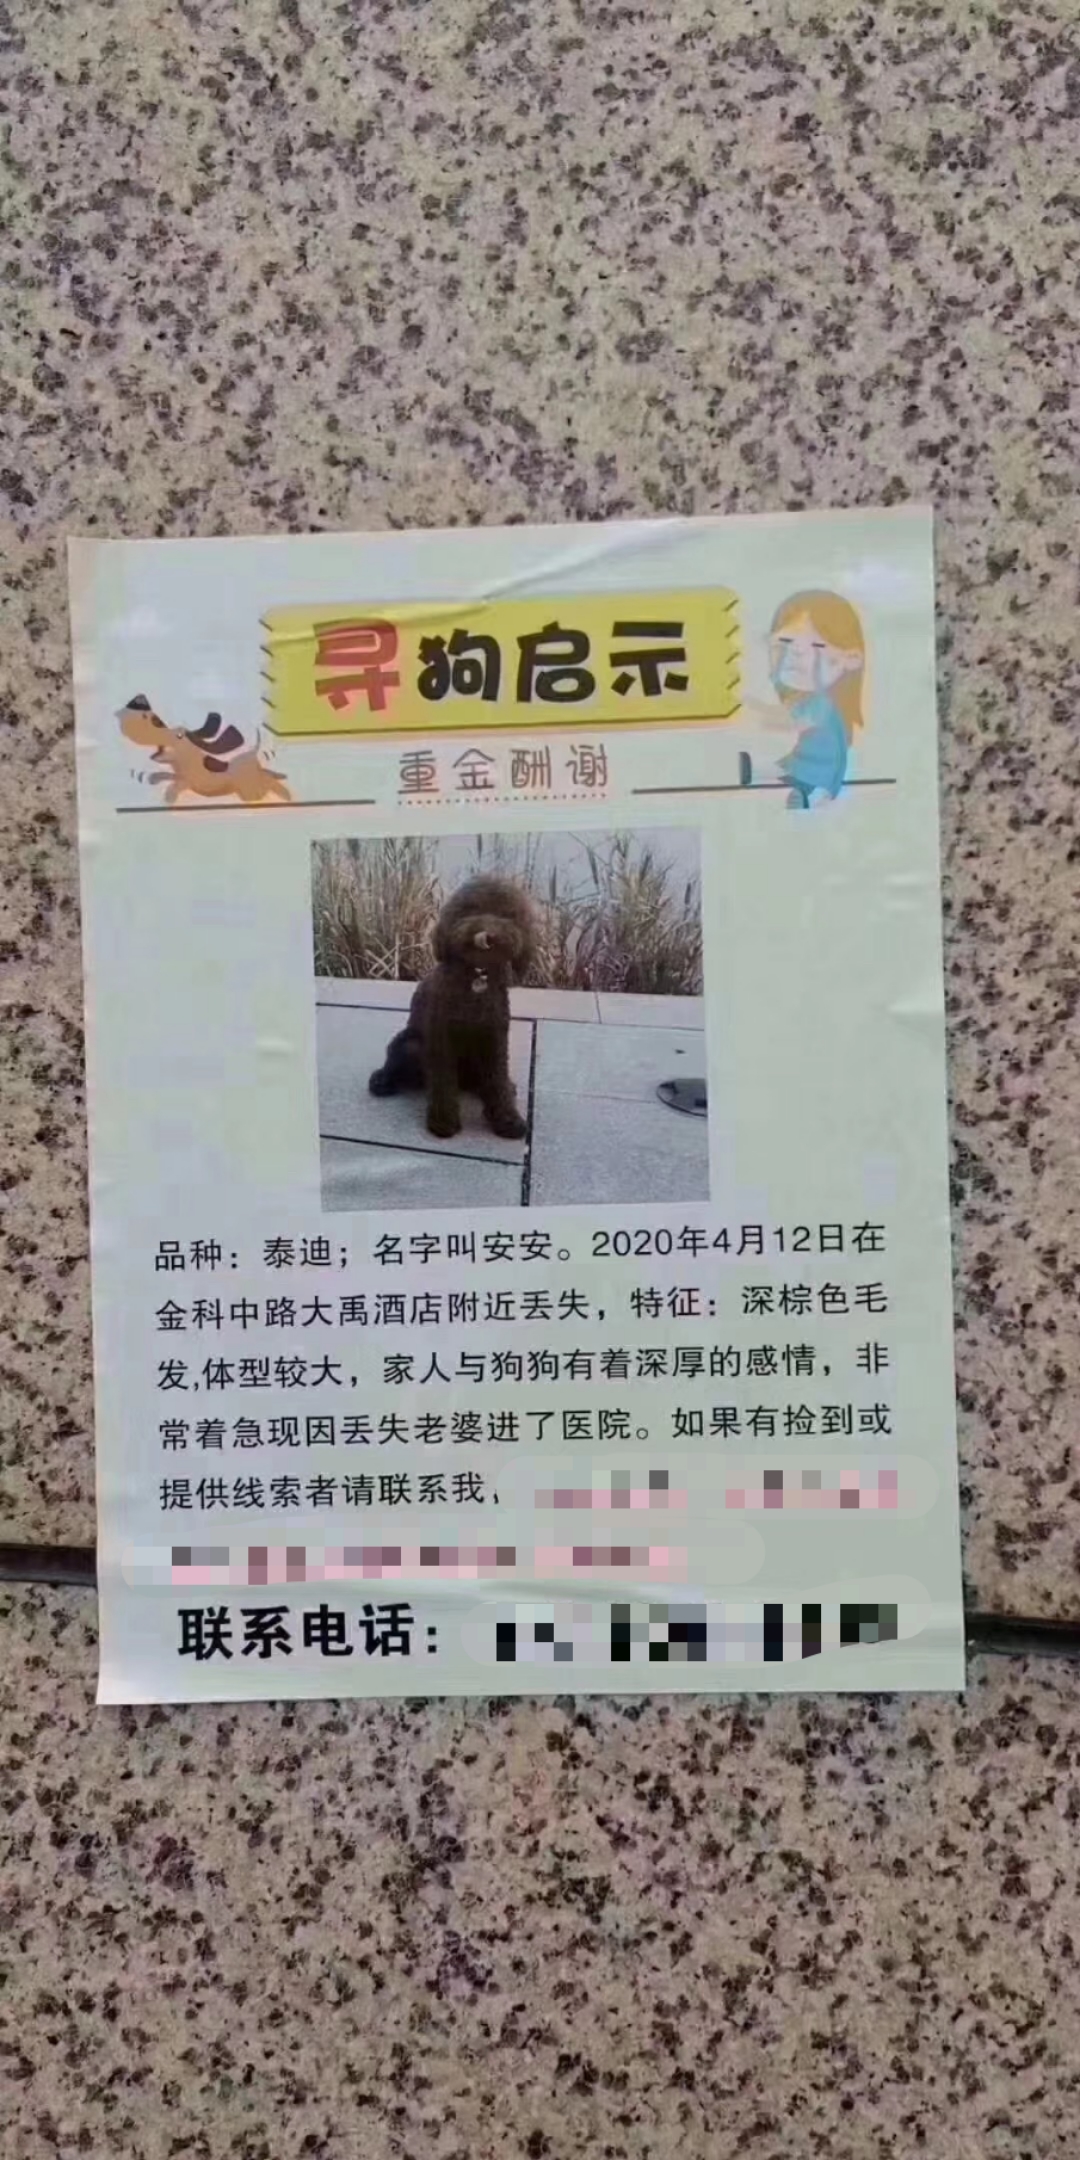 寻狗启示
重金酬谢
品种：泰迪；名字叫安安。2020年4月12日在
金科中路大禹酒店附近丢失，特征：深棕色毛
发,体型较大，家人与狗狗有着深厚的感情，非
常着急现因丢失老婆进了医院。如果有捡到或
提供线索者请联系我，
联系电话：